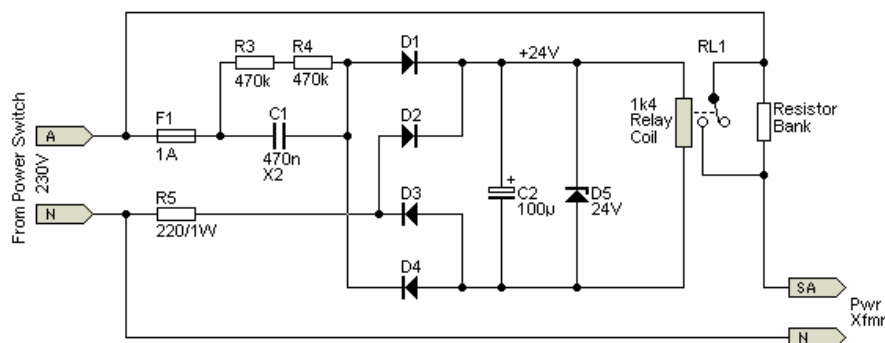 R3
470k
R4
470k
D1
+24V
RL1
F1
1A
C1
470n
X2
D2
1k4
Relay
Coil
Resistor
Bank
From Power Switch
230V
A
N
R5
220/1W
D3
+
C2
100µ
D5
24V
D4
SA
Pwr
Xfmr
N